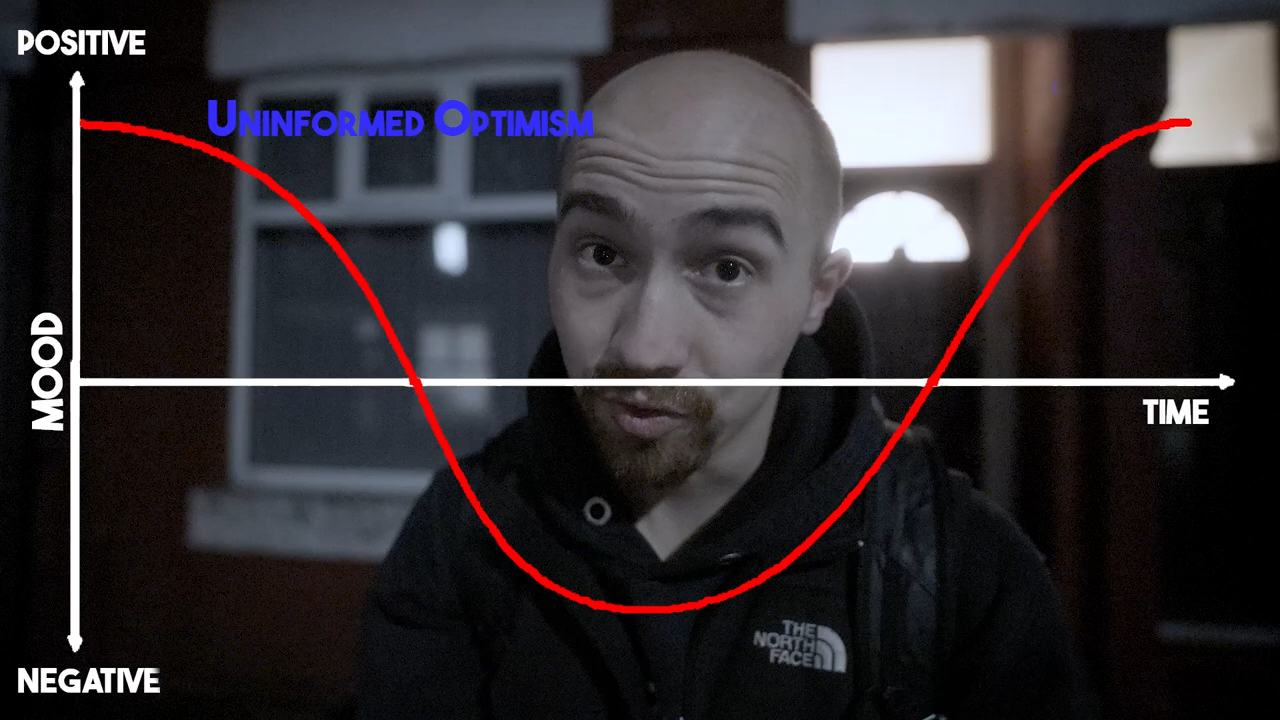 POSITIVE
UNINFORMED OPTIMISM
MOOD
TIME
THE
NORTH
FACE
NEGATIVE